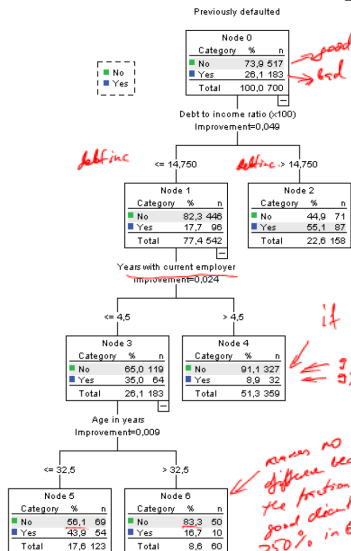 Previously defaulted
Node 0
Category % n
No 73,9 517
Yes 26,1 183
Total 100,0 700
good
bad
No
Yes
Debt to income ratio (x100)
Improvement=0,049
debtinc <= 14,750
debtinc > 14,750
Node 1
Category % n
No 82,3 446
Yes 17,7 96
Total 77,4 542
Node 2
Category % n
No 44,9 71
Yes 55,1 87
Total 22,6 158
Years with current employer
Improvement=0,024
<= 4,5
> 4,5
if
Node 3
Category % n
No 65,0 119
Yes 35,0 64
Total 26,1 183
Node 4
Category % n
No 91,1 327
Yes 8,9 32
Total 51,3 359
Age in years
Improvement=0,009
makes no
difference
the fraction
good
>50% in
<= 32,5
> 32,5
Node 5
Category % n
No 56,1 69
Yes 43,9 54
Total 17,6 123
Node 6
Category % n
No 83,3 50
Yes 16,7 10
Total 8,6 60